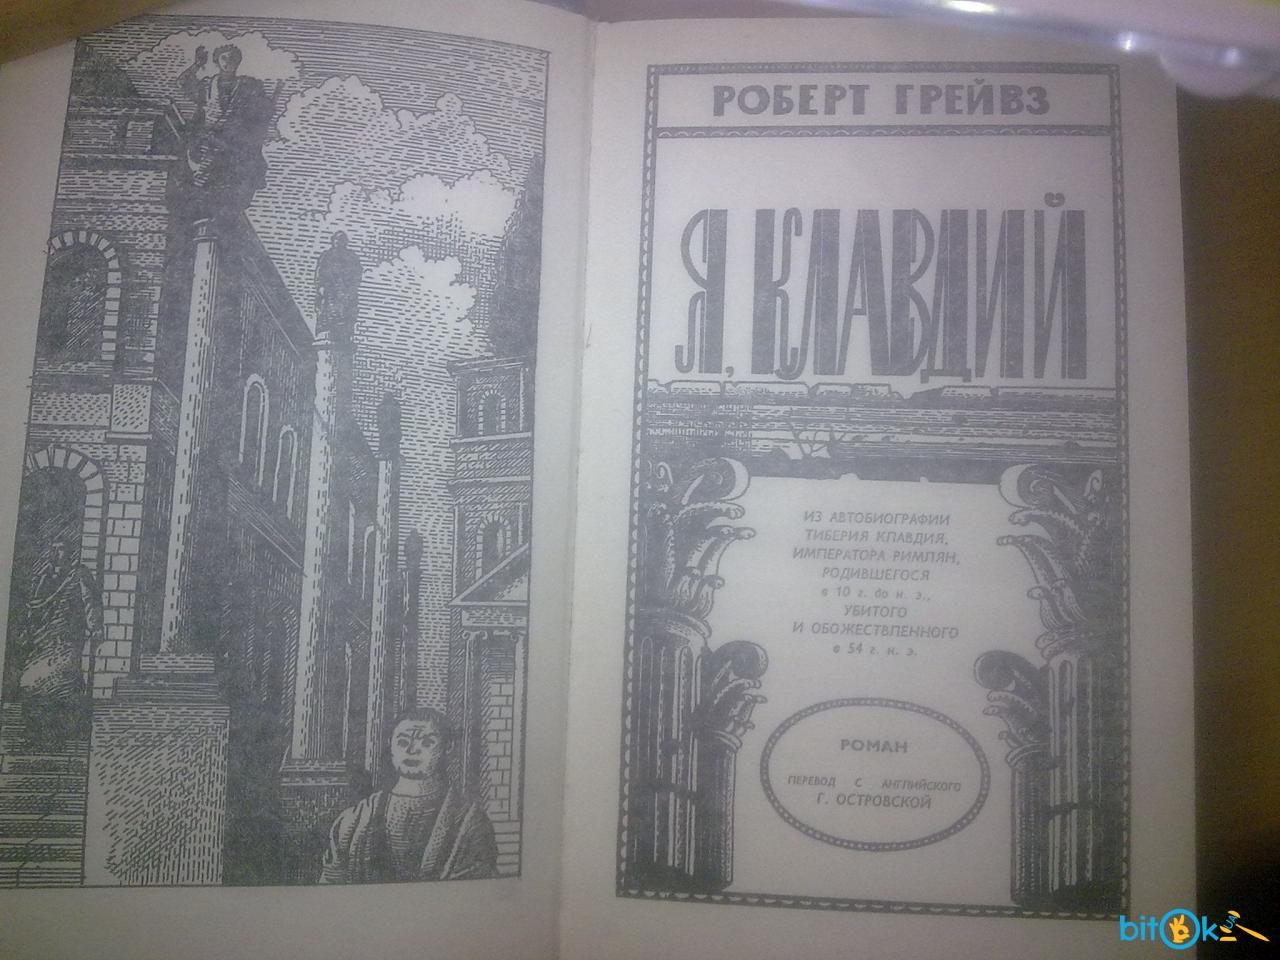 РОБЕРТ ГРЕЙВЗ
Я, КЛАВДИЙ
ИЗ АВТОБИОГРАФИИ
ТИБЕРИЯ КЛАВДИЯ,
ИМПЕРАТОРА РИМЛЯН,
РОДИВШЕГОСЯ
в 10 г. до н. э.,
УБИТОГО
И ОБОЖЕСТВЛЕННОГО
в 54 г. н. э.
РОМАН
ПЕРЕВОД С АНГЛИЙСКОГО
Г. ОСТРОВСКОЙ
bitOk UA